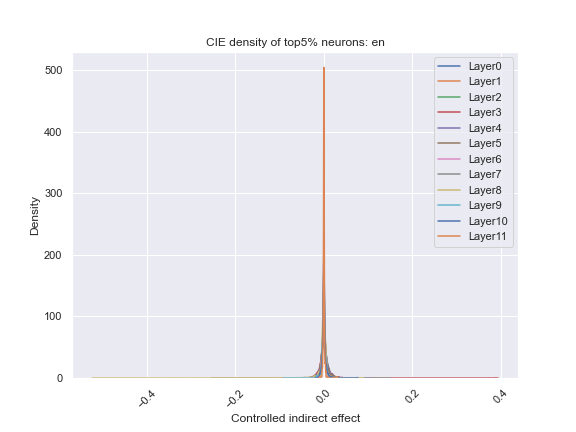 CIE density of top5% neurons: en
500
400
300
200
100
0
Density
−0.4
−0.2
0.0
0.2
0.4
Controlled indirect effect
Layer0
Layer1
Layer2
Layer3
Layer4
Layer5
Layer6
Layer7
Layer8
Layer9
Layer10
Layer11